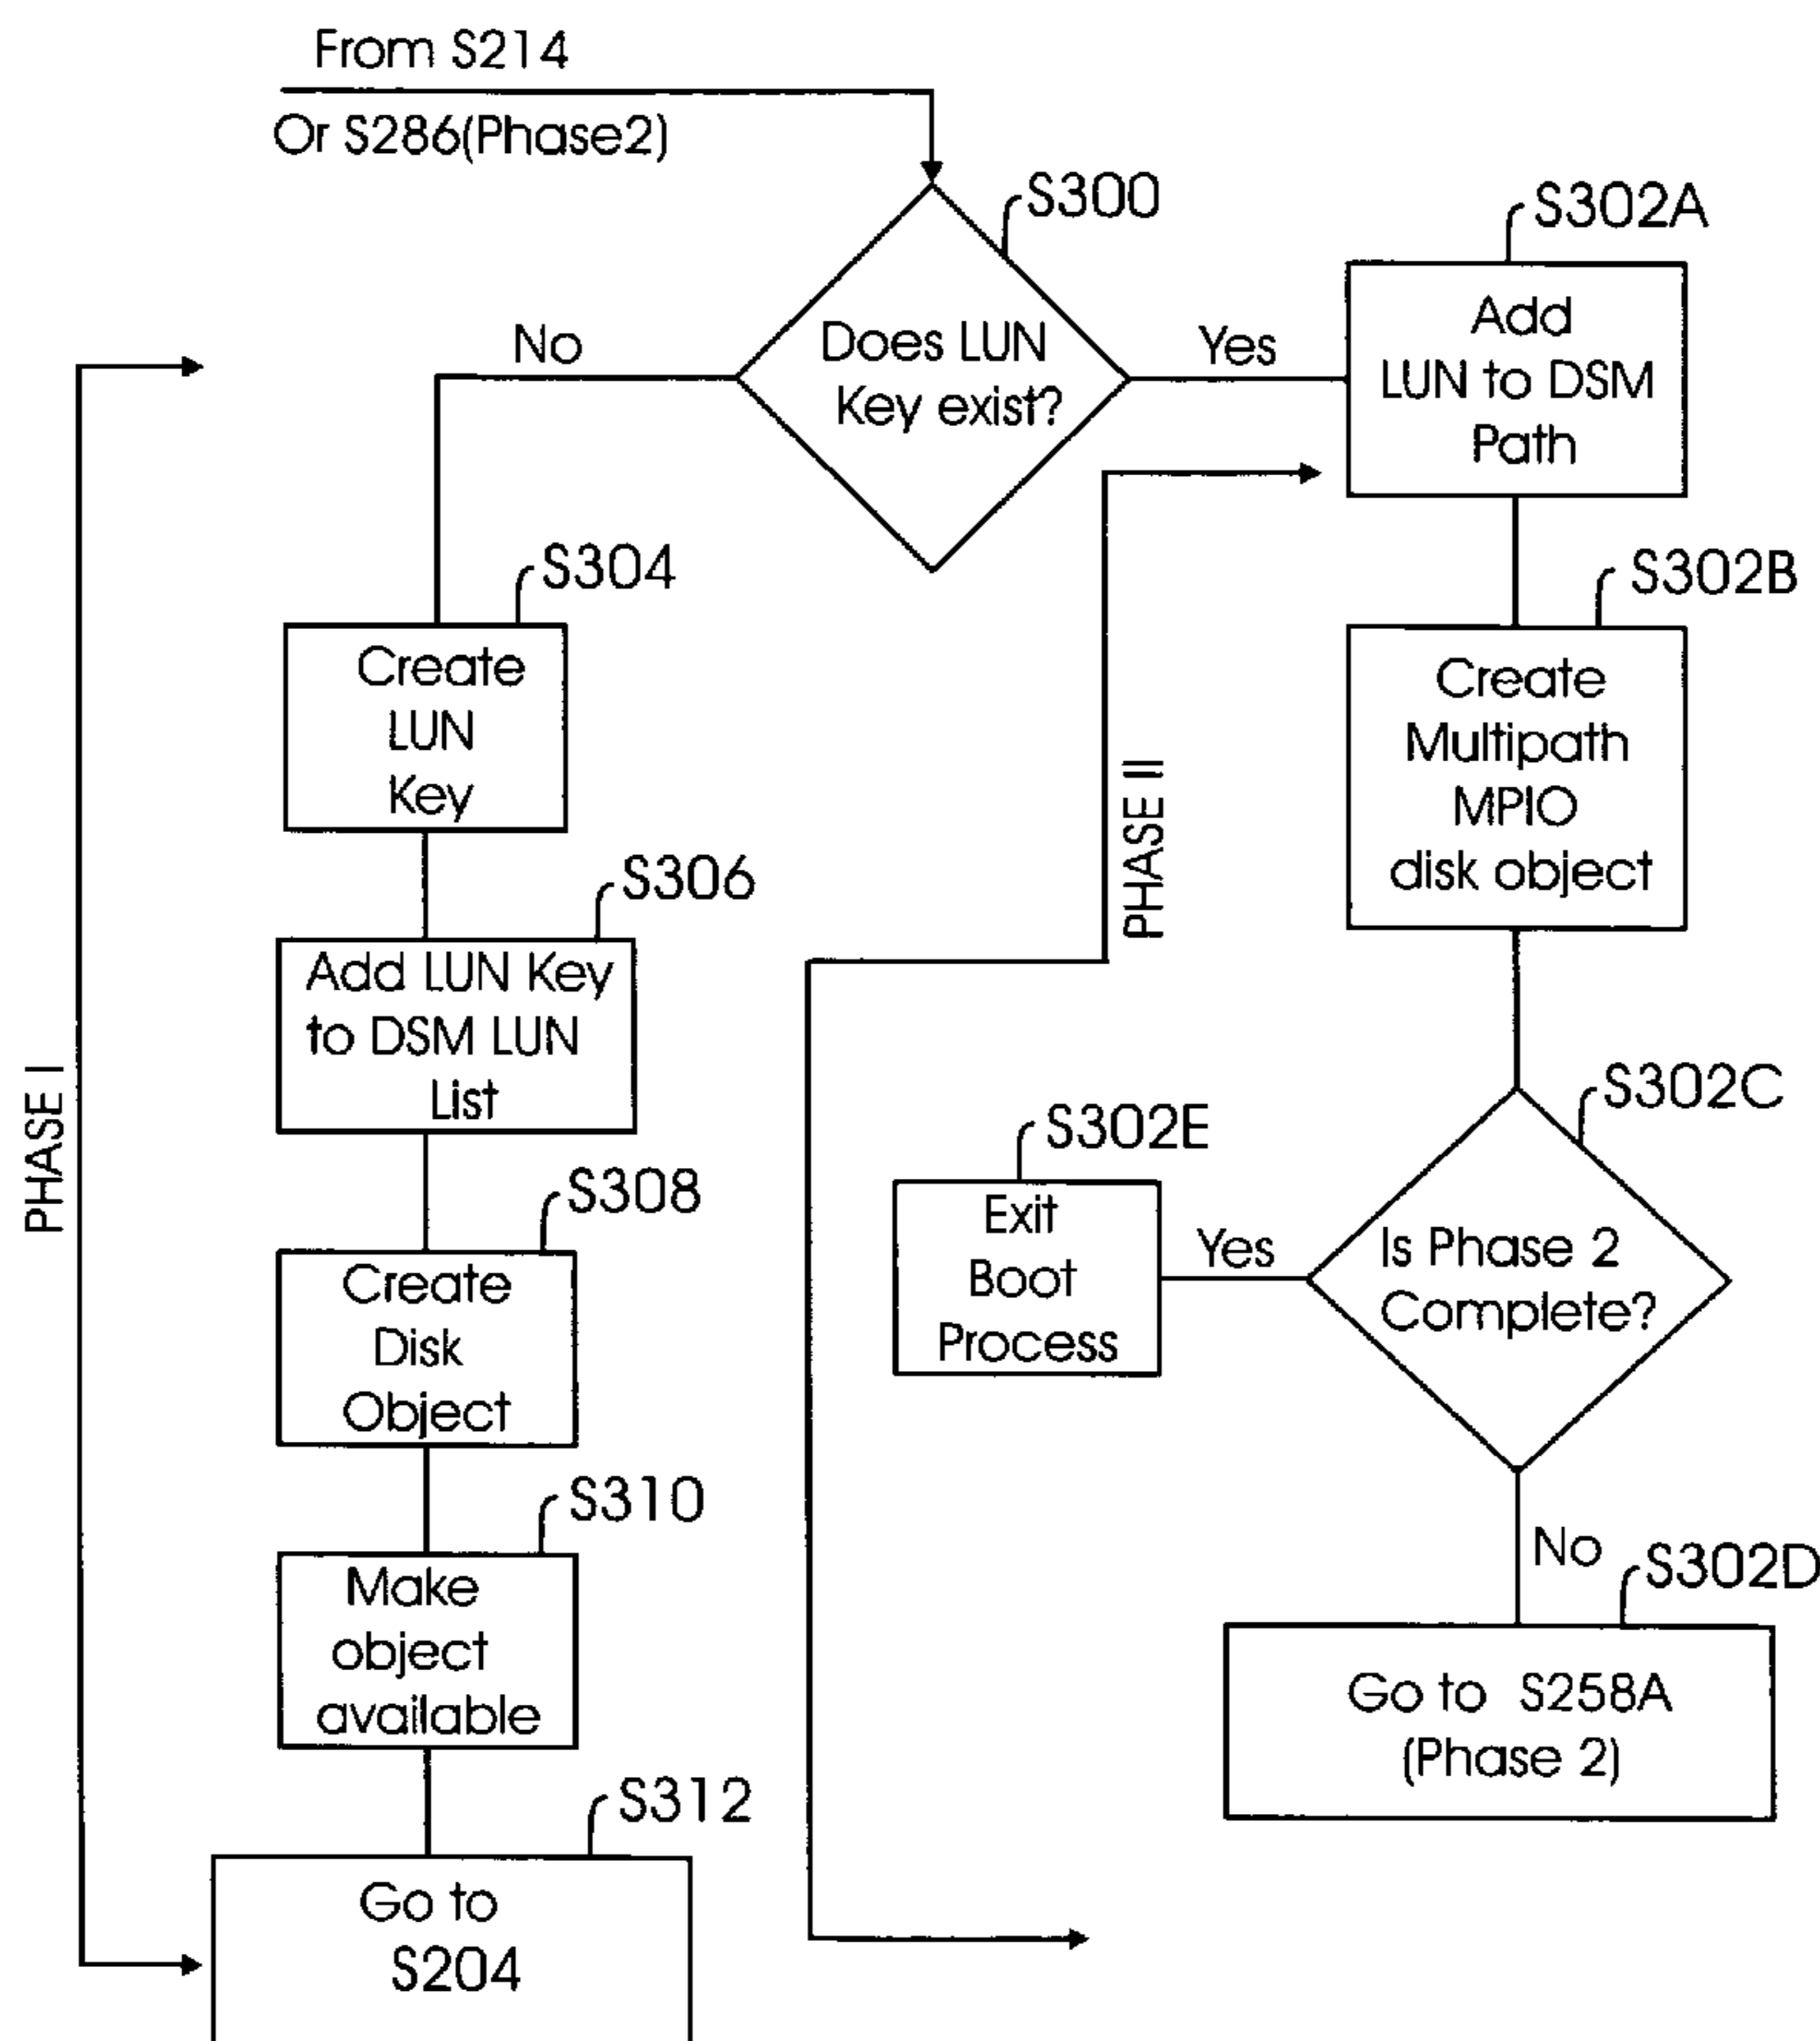 From S214
Or S286(Phase2)
S300
Does LUN
Key exist?
No
Yes
S302A
Add
LUN to DSM
Path
S302B
Create
Multipath
MPIO
disk object
S302C
Is Phase 2
Complete?
Yes
S302E
Exit
Boot
Process
No
S302D
Go to S258A
(Phase 2)
PHASE II
S304
Create
LUN
Key
S306
Add LUN Key
to DSM LUN
List
S308
Create
Disk
Object
S310
Make
object
available
S312
Go to
S204
PHASE I